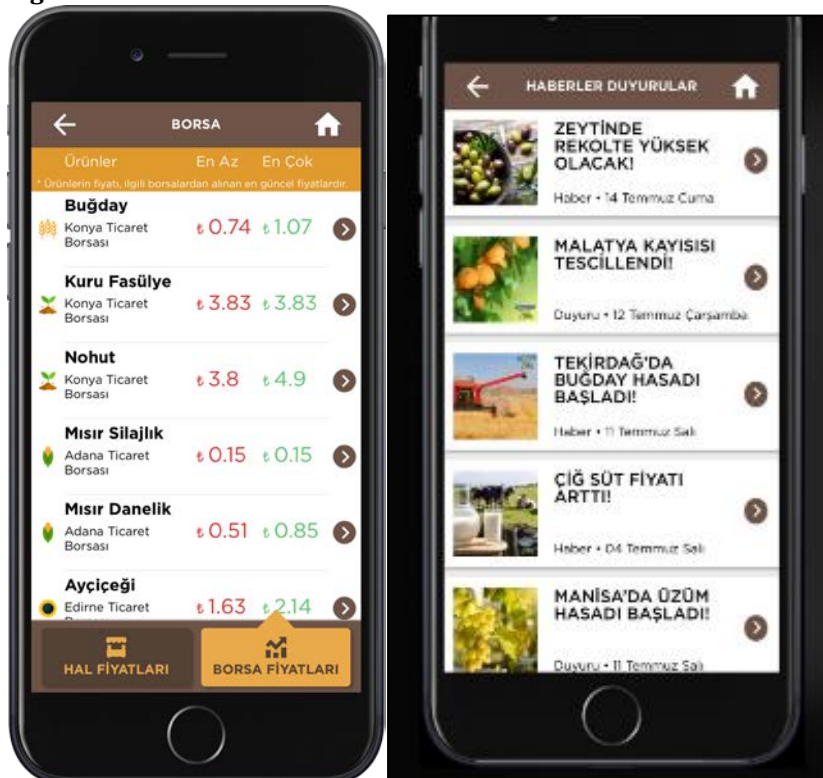 BORSA
Ürünler En Az En Çok
* Ürünlerin fiyatı, ilgili borsalardan alınan en güncel fiyatlardır.
Buğday
Konya Ticaret
Borsası
₺ 0.74 ₺ 1.07
Kuru Fasülye
Konya Ticaret
Borsası
₺ 3.83 ₺ 3.83
Nohut
Konya Ticaret
Borsası
₺ 3.8 ₺ 4.9
Mısır Silajlık
Adana Ticaret
Borsası
₺ 0.15 ₺ 0.15
Mısır Danelik
Adana Ticaret
Borsası
₺ 0.51 ₺ 0.85
Ayçiçeği
Edirne Ticaret
₺ 1.63 ₺ 2.14
HAL FİYATLARI
BORSA FİYATLARI
HABERLER DUYURULAR
ZEYTİNDE
REKOLTE YÜKSEK
OLACAK!
Haber • 14 Temmuz Cuma
MALATYA KAYISISI
TESCİLLENDİ!
Duyuru • 12 Temmuz Çarşamba
TEKİRDAĞ'DA
BUĞDAY HASADI
BAŞLADI!
Haber • 11 Temmuz Salı
ÇİĞ SÜT FİYATI
ARTTI!
Haber • 04 Temmuz Salı
MANİSA'DA ÜZÜM
HASADI BAŞLADI!
Duyuru • 11 Temmuz Salı